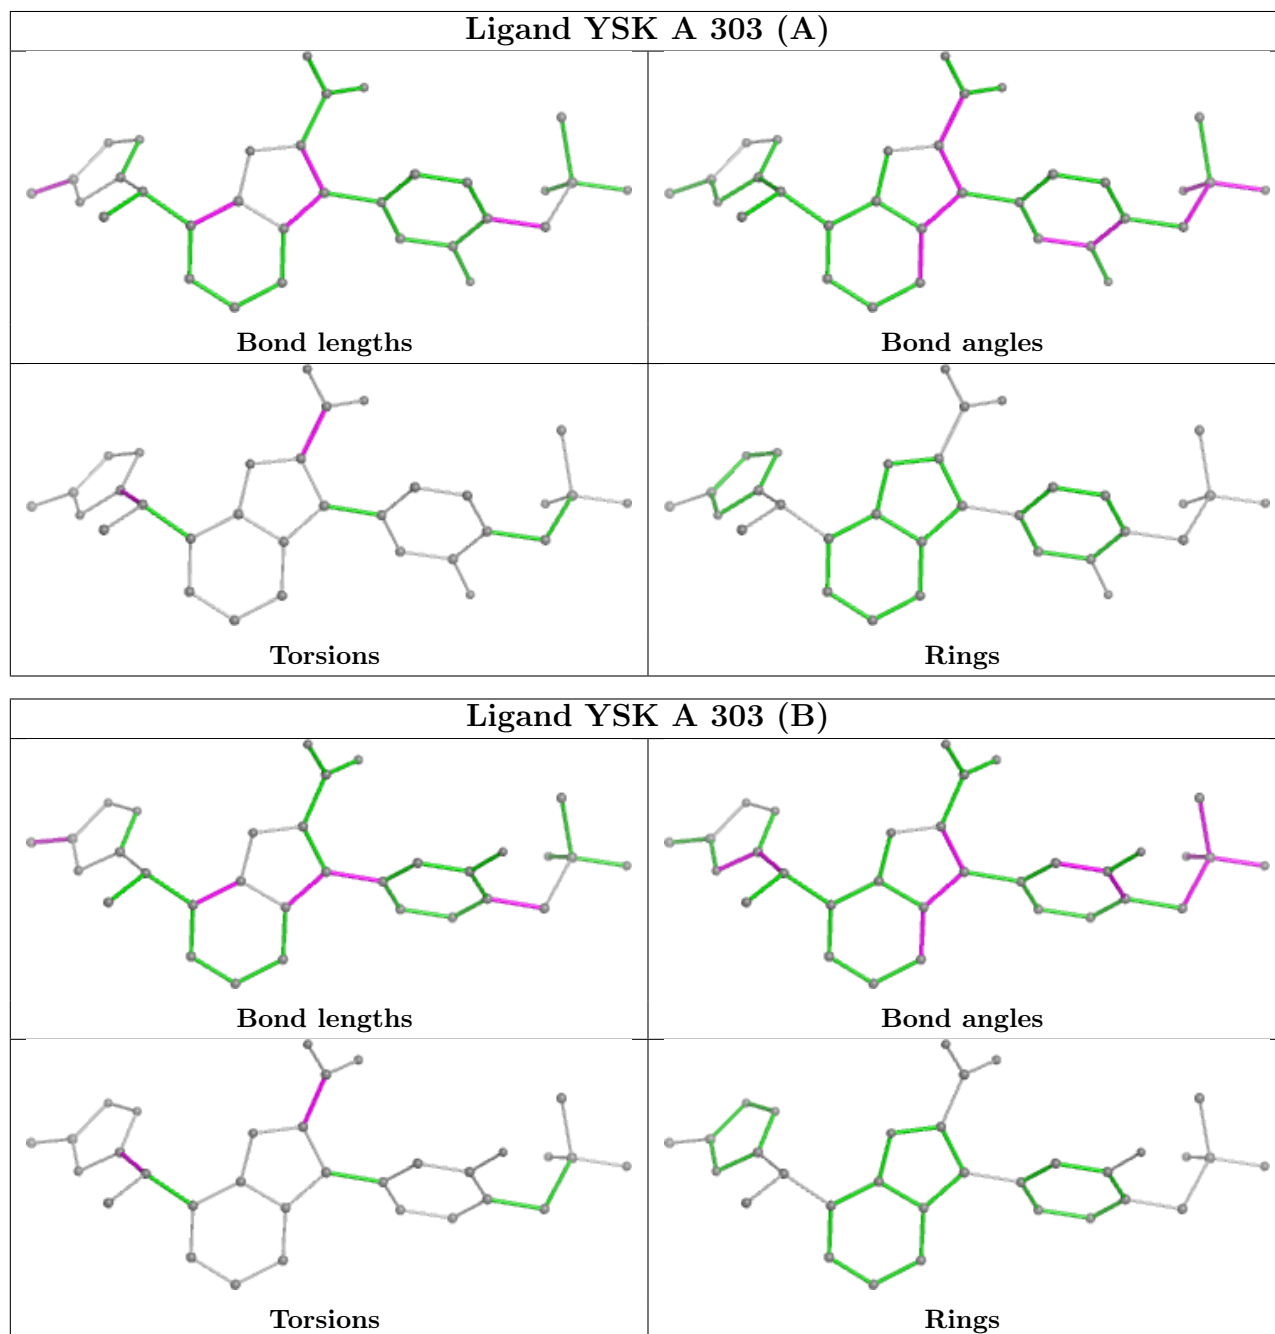 Ligand YSK A 303 (A)
Bond lengths
Bond angles
Torsions
Rings
Ligand YSK A 303 (B)
Bond lengths
Bond angles
Torsions
Rings